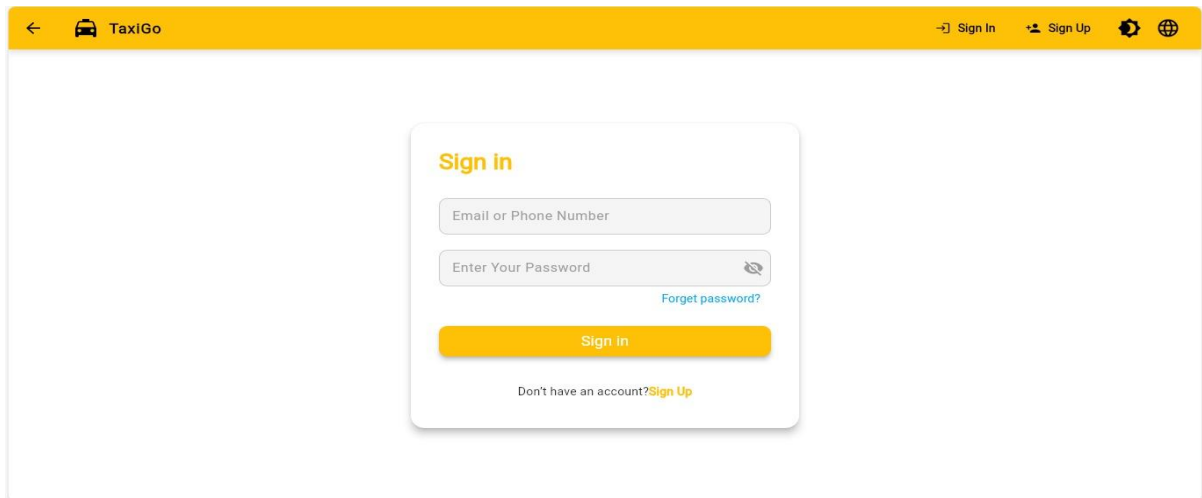 TaxiGo Sign In Sign Up
Sign in
Email or Phone Number
Enter Your Password
Forget password?
Sign in
Don't have an account?Sign Up